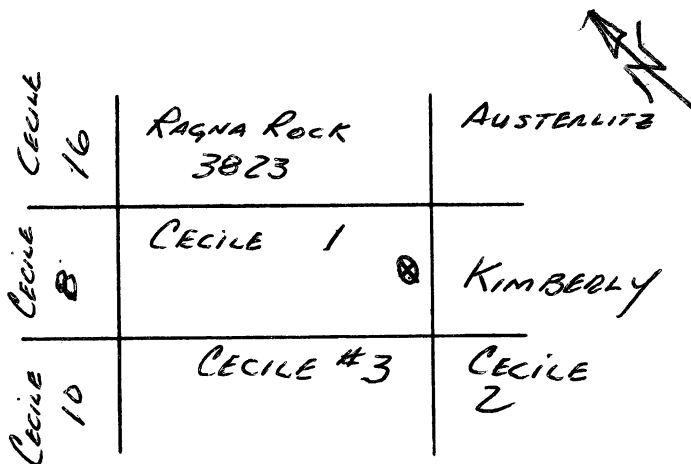 CECILE
16
RAGNA ROCK
3823
AUSTERLITZ
N
CECILE
8
CECILE 1
KIMBERLY
CECILE
10
CECILE #3
CECILE
2